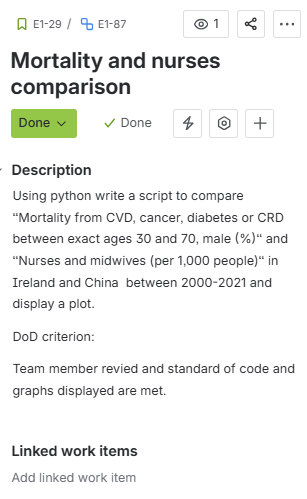 E1-29 / E1-87
1
Mortality and nurses
comparison
Done
Done
Description
Using python write a script to compare
“Mortality from CVD, cancer, diabetes or CRD
between exact ages 30 and 70, male (%)“ and
“Nurses and midwives (per 1,000 people)“ in
Ireland and China between 2000-2021 and
display a plot.
DoD criterion:
Team member revied and standard of code and
graphs displayed are met.
Linked work items
Add linked work item